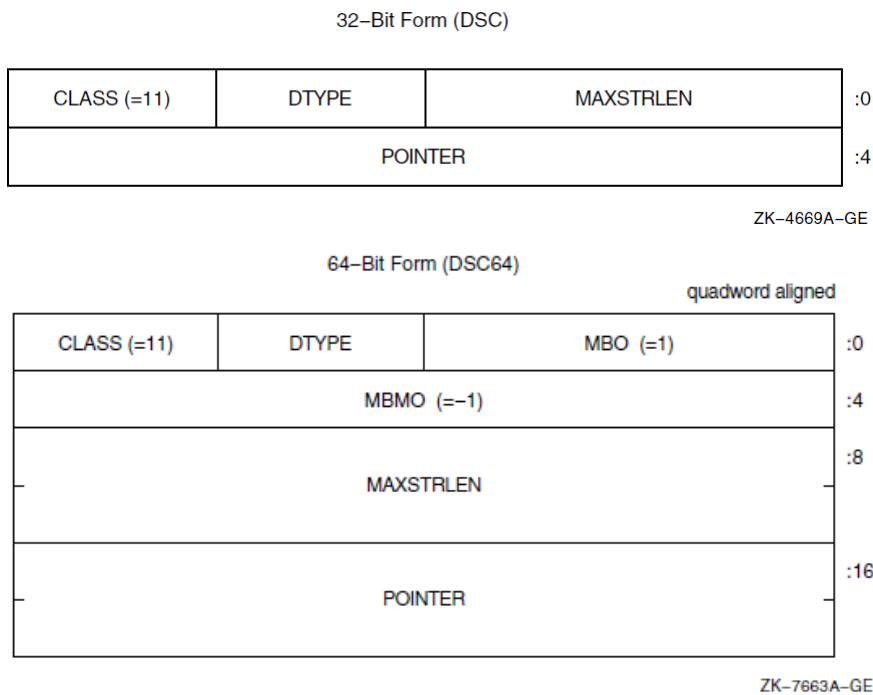 32–Bit Form (DSC)
CLASS (=11) DTYPE MAXSTRLEN :0
POINTER :4
ZK–4669A–GE
64–Bit Form (DSC64)
quadword aligned
CLASS (=11) DTYPE MBO (=1) :0
MBMO (=–1) :4
:8
MAXSTRLEN
:16
POINTER
ZK–7663A–GE